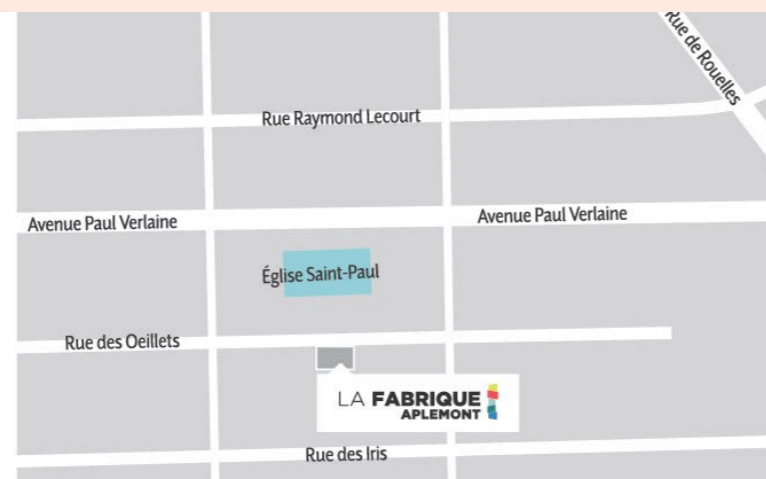 Rue de Rouelles
Rue Raymond Lecourt
Avenue Paul Verlaine
Avenue Paul Verlaine
Église Saint-Paul
Rue des Oeillets
LA FABRIQUE
APLEMONT
Rue des Iris